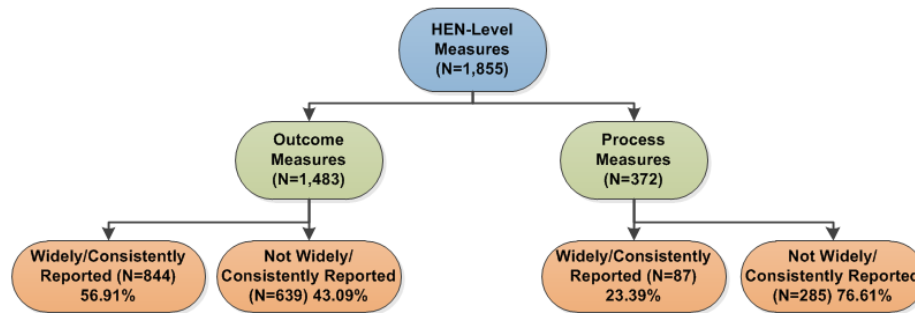 HEN-Level
Measures
(N=1,855)
Outcome
Measures
(N=1,483)
Process
Measures
(N=372)
Widely/Consistently
Reported (N=844)
56.91%
Not Widely/
Consistently Reported
(N=639) 43.09%
Widely/Consistently
Reported (N=87)
23.39%
Not Widely/
Consistently Reported
(N=285) 76.61%